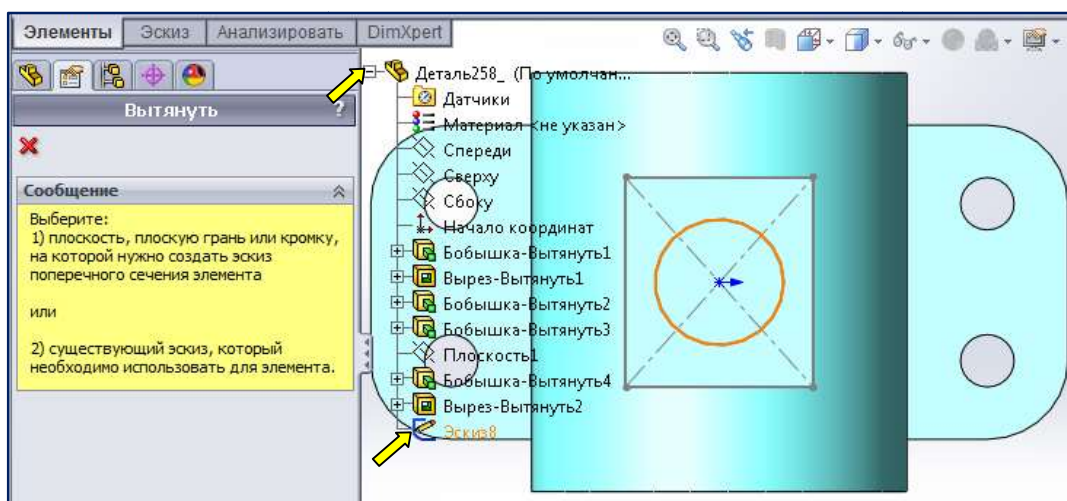 Элементы Эскиз Анализировать DimXpert
Вытянуть ?
Сообщение
Выберите:
1) плоскость, плоскую грань или кромку,
на которой нужно создать эскиз
поперечного сечения элемента
или
2) существующий эскиз, который
необходимо использовать для элемента.
Деталь258_ (По умолчан...
Датчики
Материал <не указан>
Спереди
Сверху
Сбоку
Начало координат
Бобышка-Вытянуть1
Вырез-Вытянуть1
Бобышка-Вытянуть2
Бобышка-Вытянуть3
Плоскость1
Бобышка-Вытянуть4
Вырез-Вытянуть2
Эскиз8